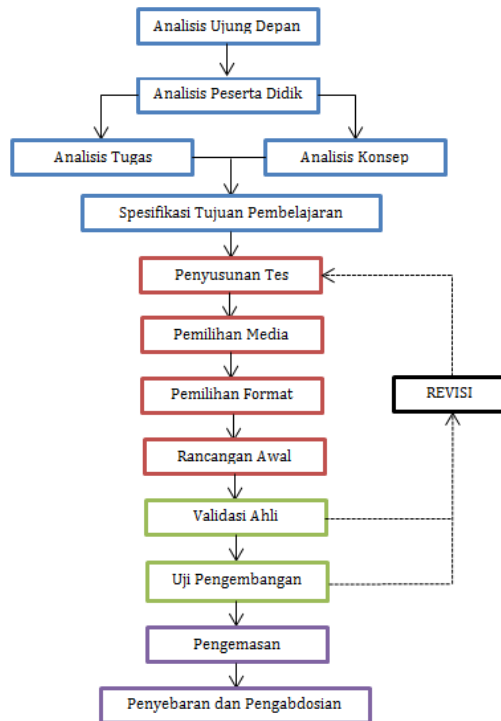 Analisis Ujung Depan
Analisis Peserta Didik
Analisis Tugas
Analisis Konsep
Spesifikasi Tujuan Pembelajaran
Penyusunan Tes
Pemilihan Media
Pemilihan Format
REVISI
Rancangan Awal
Validasi Ahli
Uji Pengembangan
Pengemasan
Penyebaran dan Pengabdosian